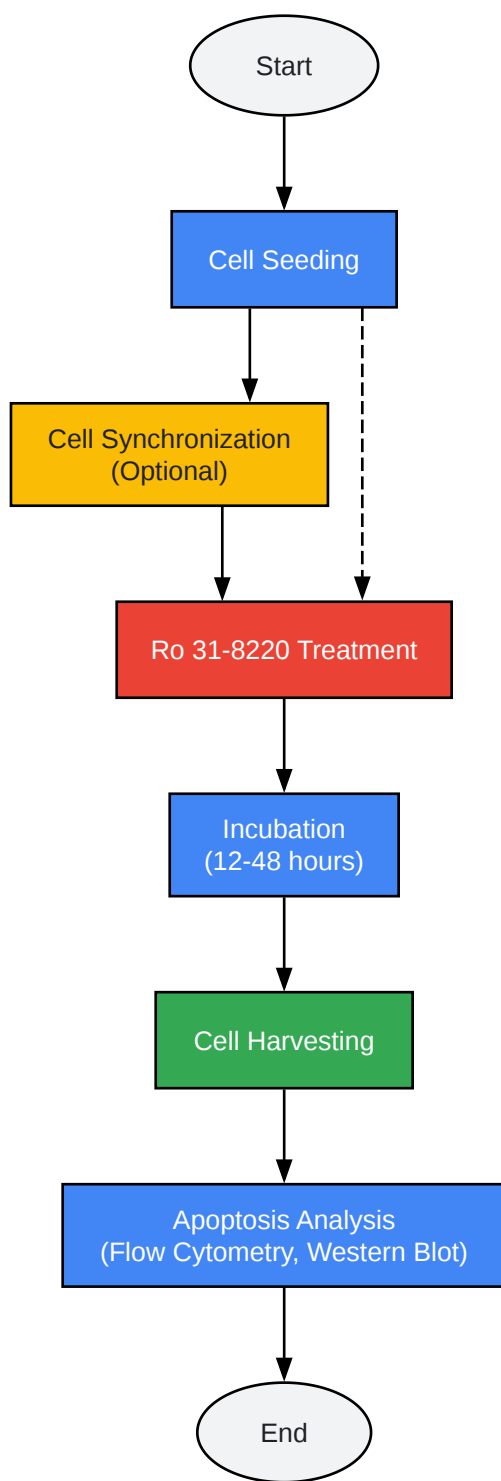 Start
Cell Seeding
Cell Synchronization
(Optional)
Ro 31-8220 Treatment
Incubation
(12-48 hours)
Cell Harvesting
Apoptosis Analysis
(Flow Cytometry, Western Blot)
End